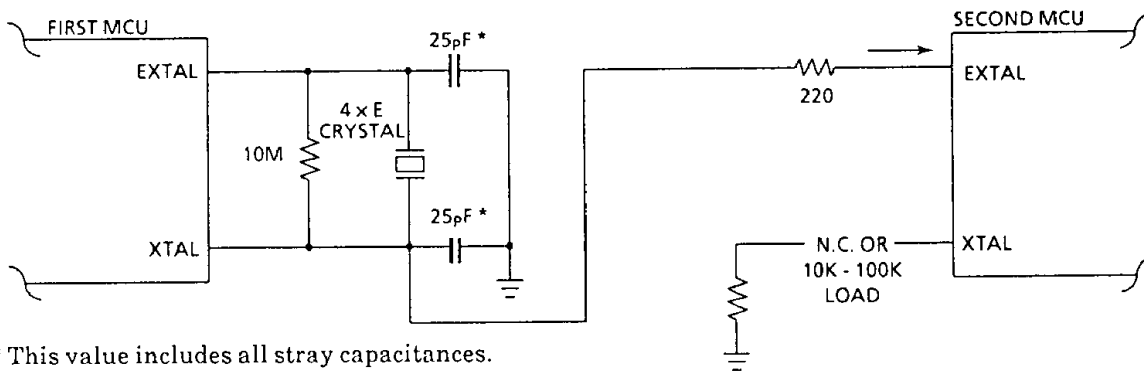 FIRST MCU
EXTAL
XTAL
10M
4 x E
CRYSTAL
25pF *
25pF *
220
SECOND MCU
EXTAL
XTAL
N.C. OR
10K - 100K
LOAD
This value includes all stray capacitances.